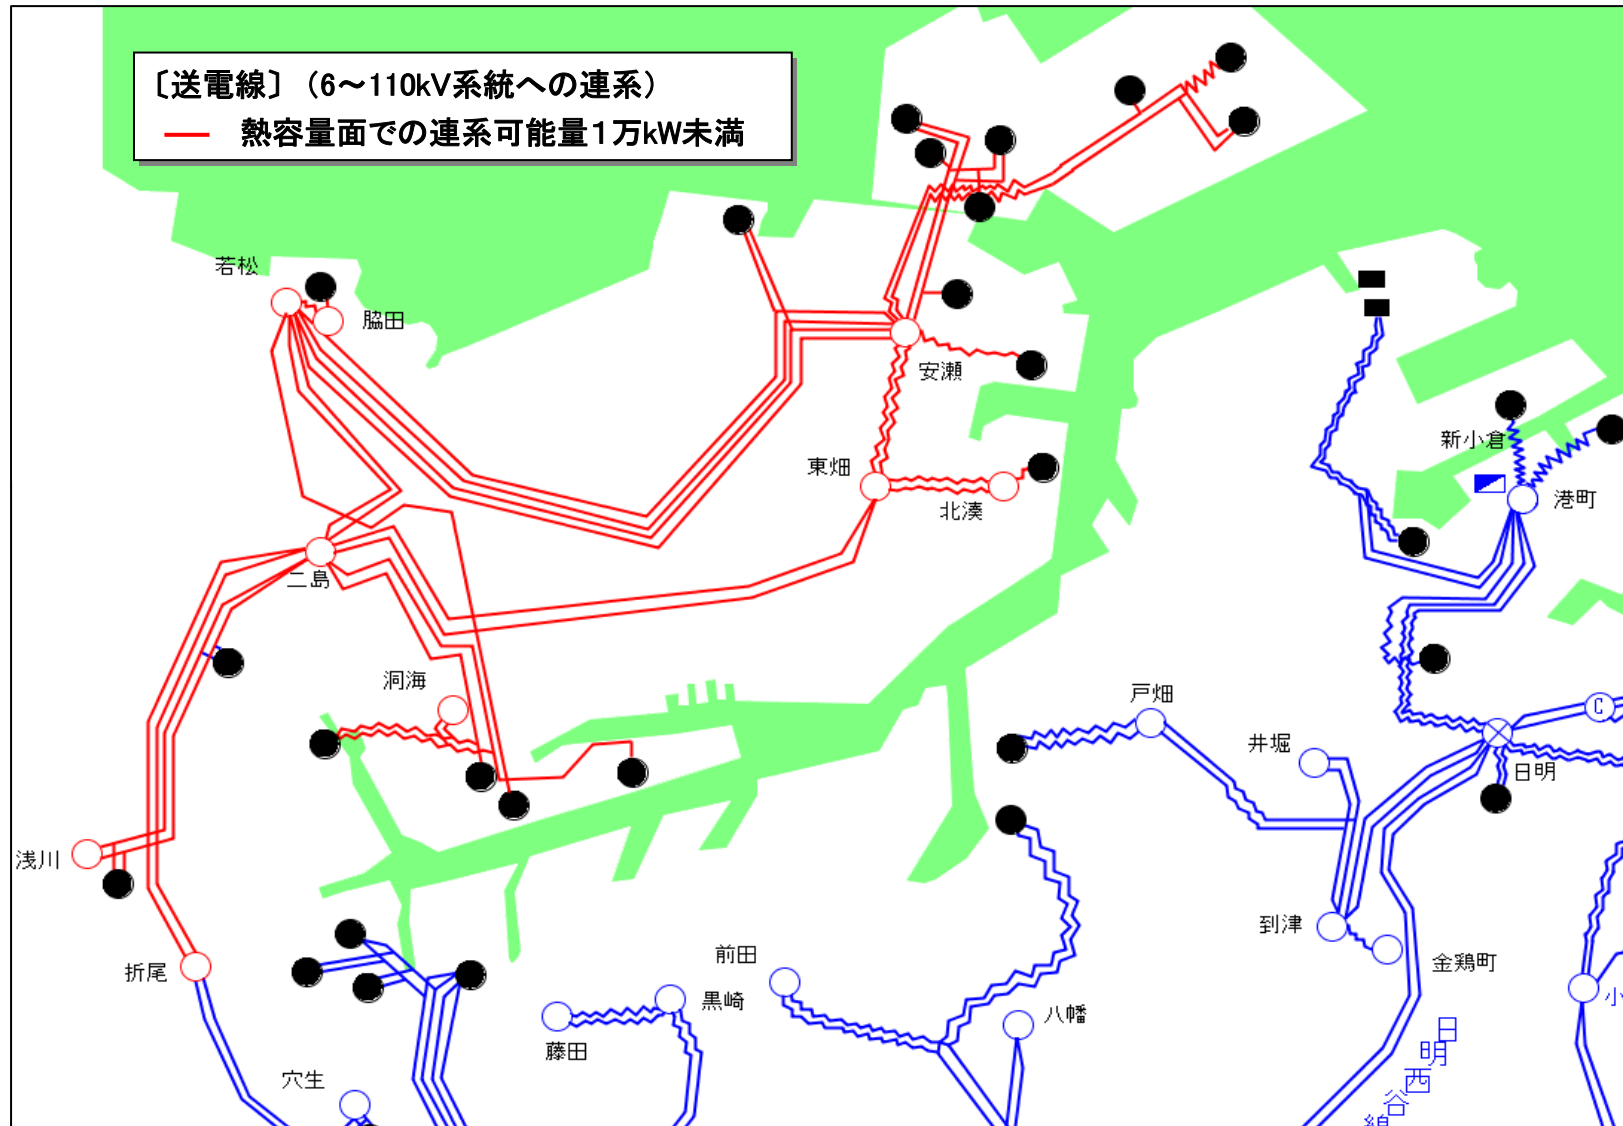 〔送電線〕（6～110kV系統への連系）
熱容量面での連系可能量１万kW未満
若松
脇田
安瀬
東畑
北湊
新小倉
港町
二島
洞海
戸畑
井堀
C
日明
浅川
到津
金鶏町
折尾
前田
黒崎
八幡
藤田
小
穴生
日明西谷線